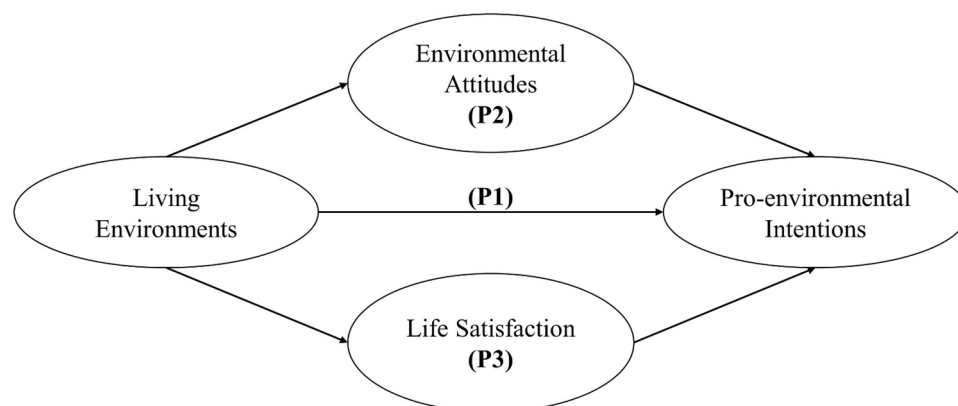 Environmental
Attitudes
(P2)
Living
Environments
(P1)
Pro-environmental
Intentions
Life Satisfaction
(P3)